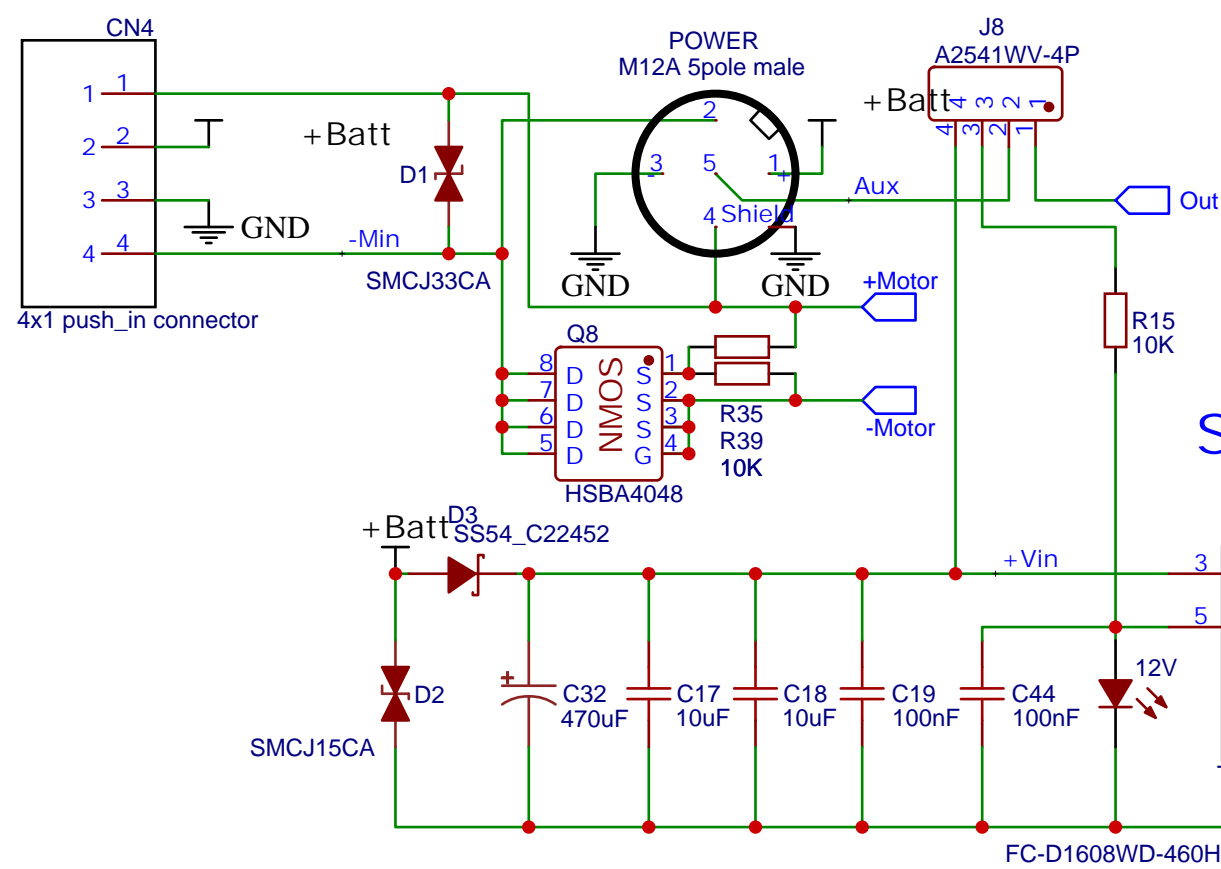 CN4
1 1
2 2
3 3
4 4
4x1 push_in connector
+Batt
GND
-Min
D1
SMCJ33CA
POWER
M12A 5pole male
2
3
-
5
1
+
4
Shield
GND
GND
J8
A2541WV-4P
+Batt
4 3 2 1
4 3 2 1
Aux
Out
+Motor
-Motor
R15
10K
Q8
NMOS
8 D S 1
7 D S 2
6 D S 3
5 D G 4
HSBA4048
R35
R39
10K
S
+Batt
D3
SS54_C22452
+Vin
3
5
D2
SMCJ15CA
C32
470uF
+
C17
10uF
C18
10uF
C19
100nF
C44
100nF
12V
FC-D1608WD-460H